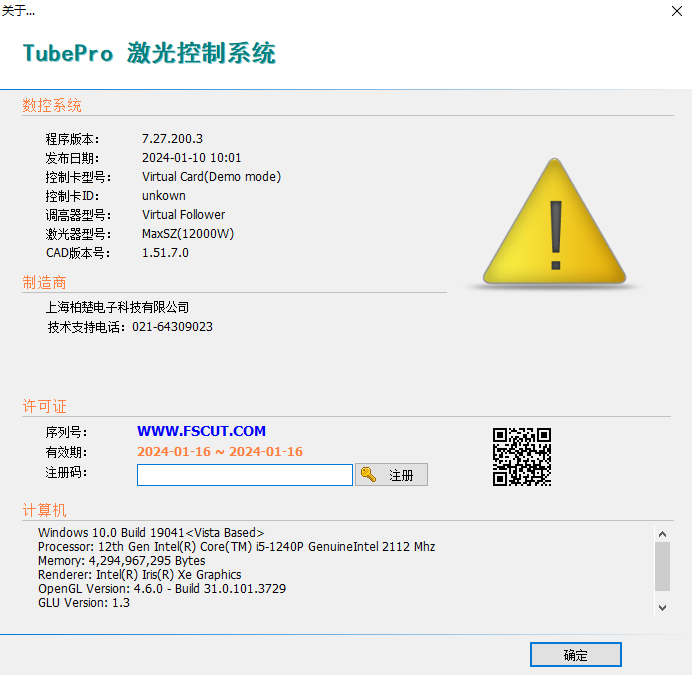 关于...
TubePro 激光控制系统
数控系统
程序版本： 7.27.200.3
发布日期： 2024-01-10 10:01
控制卡型号： Virtual Card(Demo mode)
控制卡ID： unkown
调高器型号： Virtual Follower
激光器型号： MaxSZ(12000W)
CAD版本号： 1.51.7.0
制造商
上海柏楚电子科技有限公司
技术支持电话：021-64309023
许可证
序列号： WWW.FSCUT.COM
有效期： 2024-01-16 ~ 2024-01-16
注册码： 注册
计算机
Windows 10.0 Build 19041<Vista Based>
Processor: 12th Gen Intel(R) Core(TM) i5-1240P GenuineIntel 2112 Mhz
Memory: 4,294,967,295 Bytes
Renderer: Intel(R) Iris(R) Xe Graphics
OpenGL Version: 4.6.0 - Build 31.0.101.3729
GLU Version: 1.3
确定